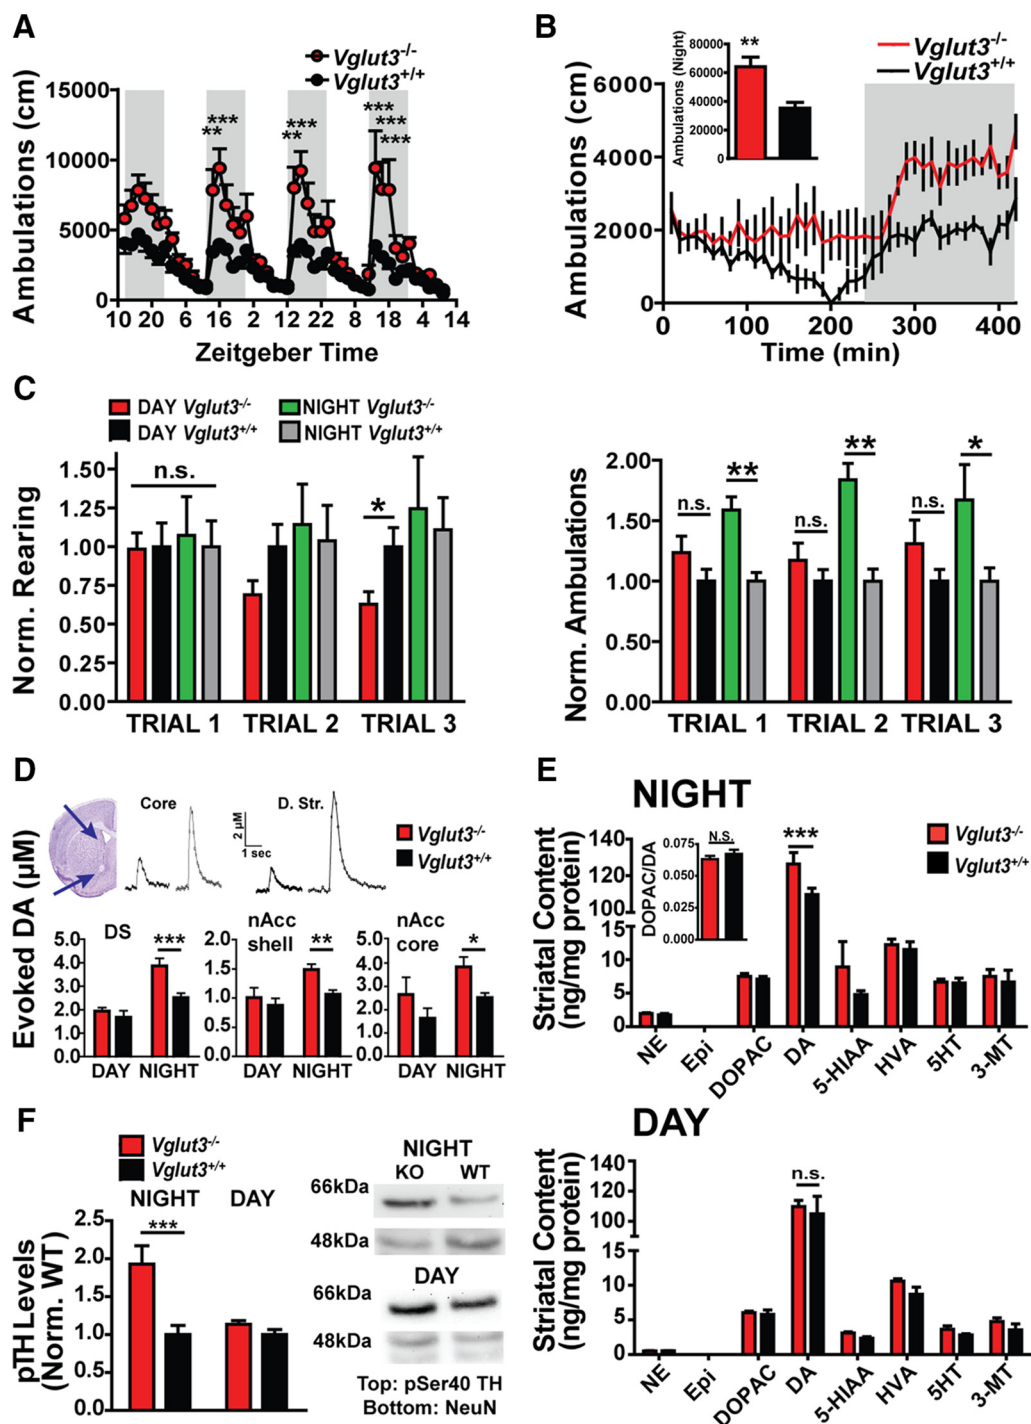 A
Vglut3-/-
Vglut3+/+
Ambulations (cm)
15000
10000
5000
0
** *** ** *** *** *** ***
10 20 6 16 2 12 22 8 18 4 14
Zeitgeber Time
B
Vglut3-/-
Vglut3+/+
Ambulations (cm)
6000
4000
2000
0
Ambulations (Night)
80000
60000
40000
20000
0
**
0 100 200 300 400
Time (min)
C
DAY Vglut3-/-
DAY Vglut3+/+
NIGHT Vglut3-/-
NIGHT Vglut3+/+
Norm. Rearing
1.50
1.25
1.00
0.75
0.50
0.25
0.00
n.s.
*
TRIAL 1 TRIAL 2 TRIAL 3
Norm. Ambulations
2.00
1.50
1.00
0.50
0.00
n.s. ** n.s. ** n.s. *
TRIAL 1 TRIAL 2 TRIAL 3
D
Core
D. Str.
2 µM
1 sec
Vglut3-/-
Vglut3+/+
Evoked DA (µM)
DS
5.0
4.0
3.0
2.0
1.0
0.0
***
DAY NIGHT
nAcc
shell
2.0
1.5
1.0
0.5
0.0
**
DAY NIGHT
nAcc
core
5.0
4.0
3.0
2.0
1.0
0.0
*
DAY NIGHT
E
NIGHT
Vglut3-/-
Vglut3+/+
Striatal Content
(ng/mg protein)
140
120
100
15
10
5
0
DOPAC/DA
0.075
0.050
0.025
0.000
N.S.
***
NE Epi DOPAC DA 5-HIAA HVA 5HT 3-MT
DAY
Striatal Content
(ng/mg protein)
140
120
100
15
10
5
0
n.s.
NE Epi DOPAC DA 5-HIAA HVA 5HT 3-MT
F
Vglut3-/-
Vglut3+/+
NIGHT DAY
pTH Levels
(Norm. WT)
2.5
2.0
1.5
1.0
0.5
0.0
***
NIGHT
KO WT
66kDa
48kDa
DAY
66kDa
48kDa
Top: pSer40 TH
Bottom: NeuN